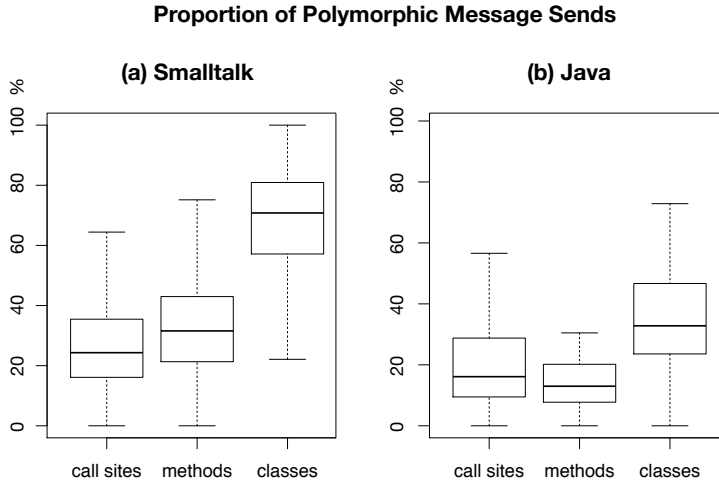 Proportion of Polymorphic Message Sends
(a) Smalltalk
%
100
80
60
40
20
0
call sites methods classes
(b) Java
%
100
80
60
40
20
0
call sites methods classes